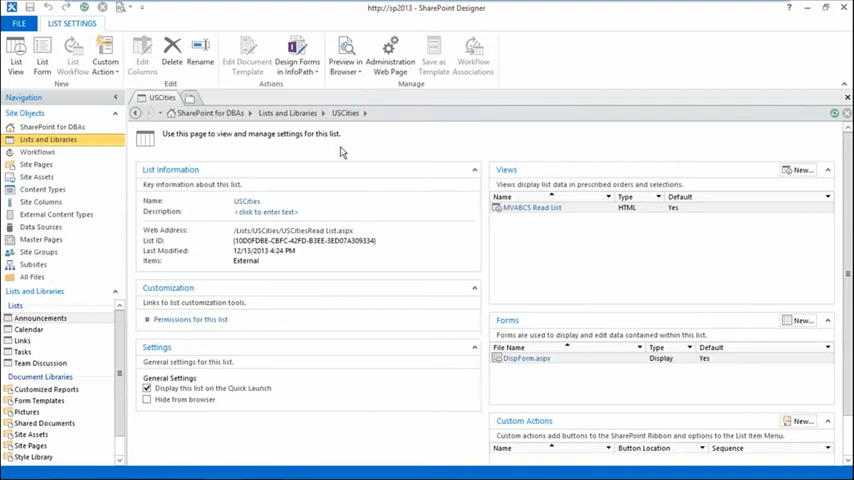 http://sp2013 - SharePoint Designer
FILE
LIST SETTINGS
List View
List Form
List Workflow
Custom Action
Edit Columns
Delete
Rename
Edit Document Template
Design Forms in InfoPath
Preview in Browser
Administration Web Page
Save as Template
Workflow Associations
New
Edit
Actions
Manage
Navigation
Site Objects
SharePoint for DBAs
Lists and Libraries
Workflows
Site Pages
Site Assets
Content Types
Site Columns
External Content Types
Data Sources
Master Pages
Site Groups
Subsites
All Files
Lists and Libraries
Lists
Announcements
Calendar
Links
Tasks
Team Discussion
Document Libraries
Customized Reports
Form Templates
Pictures
Shared Documents
Site Assets
Site Pages
Style Library
USCities
SharePoint for DBAs
Lists and Libraries
USCities
Use this page to view and manage settings for this list.
List Information
Key information about this list.
Name: USCities
Description: <click to enter text>
Web Address: /Lists/USCities/USCitiesRead List.aspx
List ID: {10D0FDBE-CBFC-42FD-B3EE-3ED07A309334}
Last Modified: 12/13/2013 4:24 PM
Items: External
Customization
Links to list customization tools.
Permissions for this list
Settings
General settings for this list.
General Settings
Display this list on the Quick Launch
Hide from browser
Views
New...
Views display list data in prescribed orders and selections.
Name Type Default
MVABCS Read List HTML Yes
Forms
New...
Forms are used to display and edit data contained within this list.
File Name Type Default
DispForm.aspx Display Yes
Custom Actions
New...
Custom actions add buttons to the SharePoint Ribbon and options to the List Item Menu.
Name Button Location Sequence